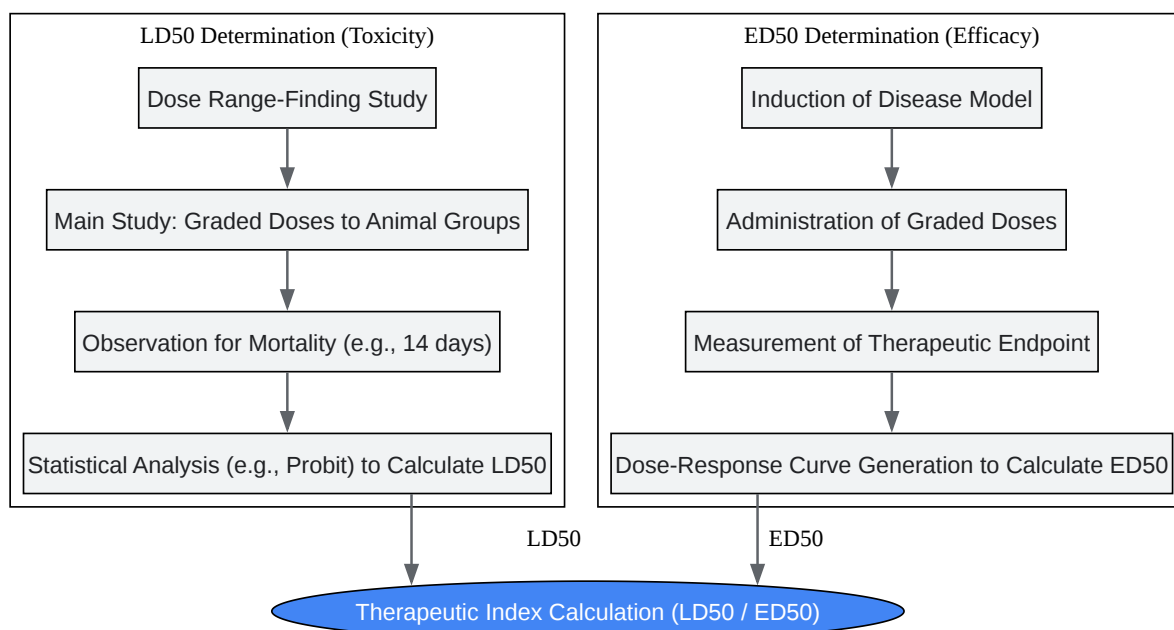 LD50 Determination (Toxicity)
Dose Range-Finding Study
Main Study: Graded Doses to Animal Groups
Observation for Mortality (e.g., 14 days)
Statistical Analysis (e.g., Probit) to Calculate LD50
ED50 Determination (Efficacy)
Induction of Disease Model
Administration of Graded Doses
Measurement of Therapeutic Endpoint
Dose-Response Curve Generation to Calculate ED50
LD50
ED50
Therapeutic Index Calculation (LD50 / ED50)